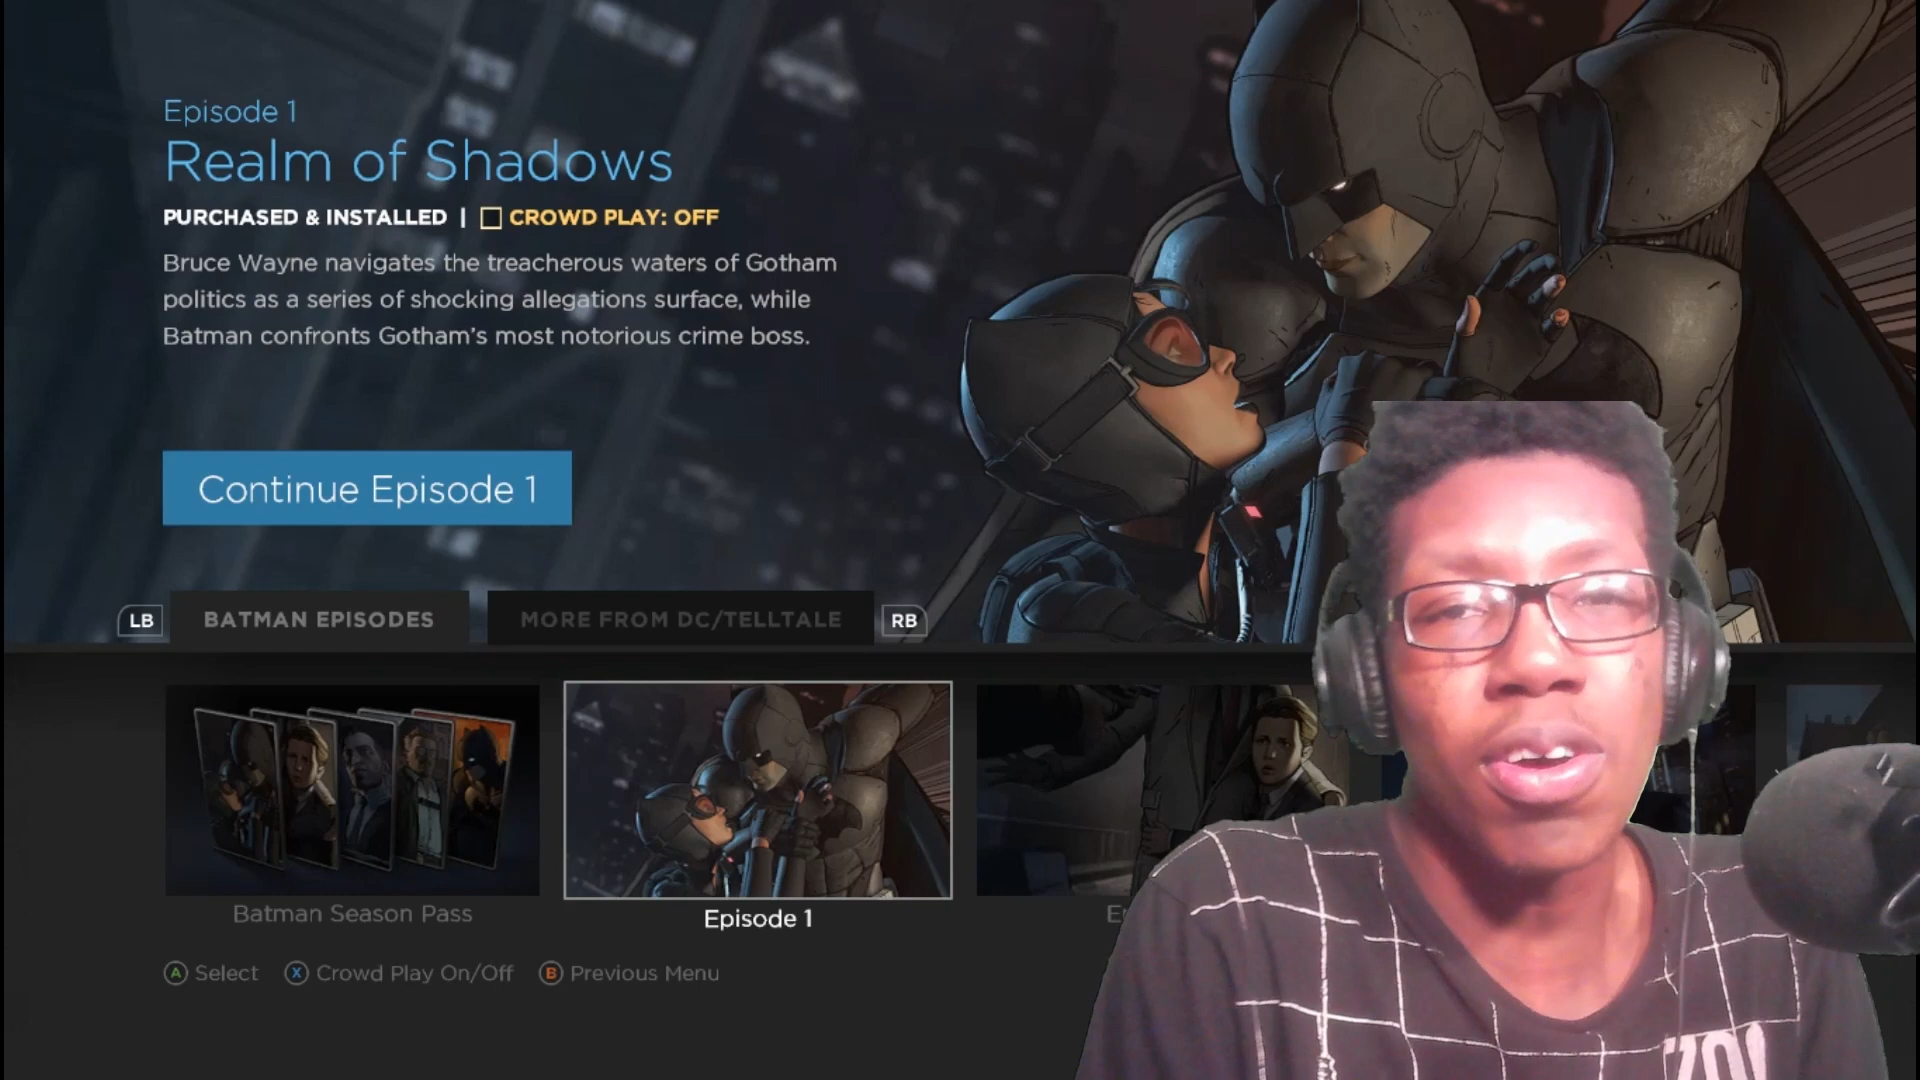 Episode 1
Realm of Shadows
PURCHASED & INSTALLED | CROWD PLAY: OFF
Bruce Wayne navigates the treacherous waters of Gotham
politics as a series of shocking allegations surface, while
Batman confronts Gotham's most notorious crime boss.
Continue Episode 1
LB BATMAN EPISODES MORE FROM DC/TELLTALE RB
Batman Season Pass
Episode 1
A Select X Crowd Play On/Off B Previous Menu